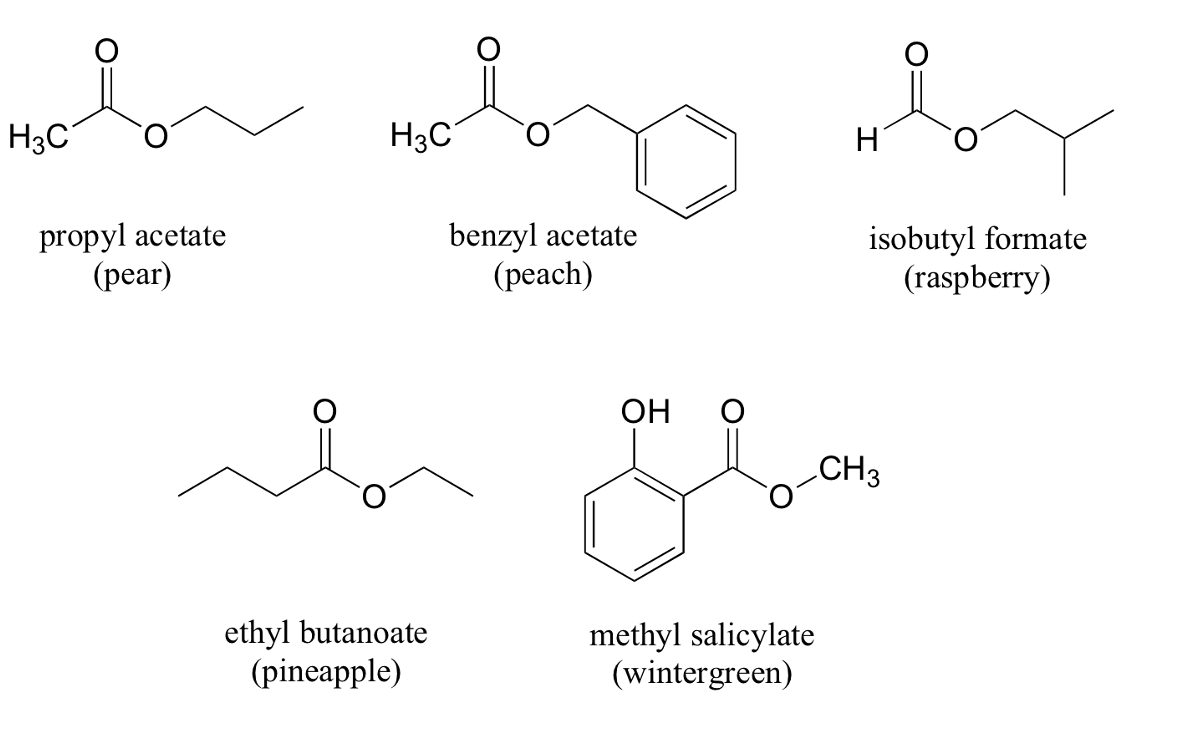 O O O
H₃C O H₃C O H O
propyl acetate benzyl acetate isobutyl formate
(pear) (peach) (raspberry)
O OH O
O O CH₃
ethyl butanoate methyl salicylate
(pineapple) (wintergreen)